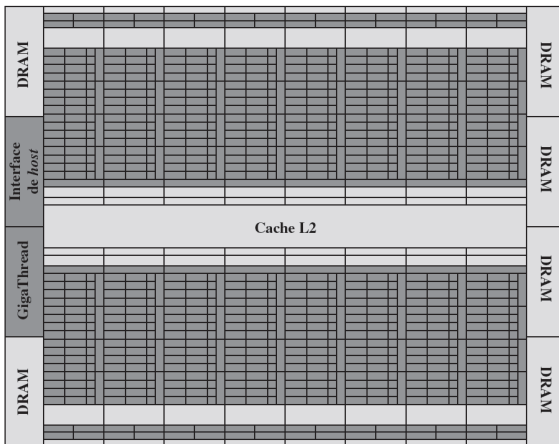 DRAM
Interface
de host
GigaThread
DRAM
Cache L2
DRAM
DRAM
DRAM
DRAM